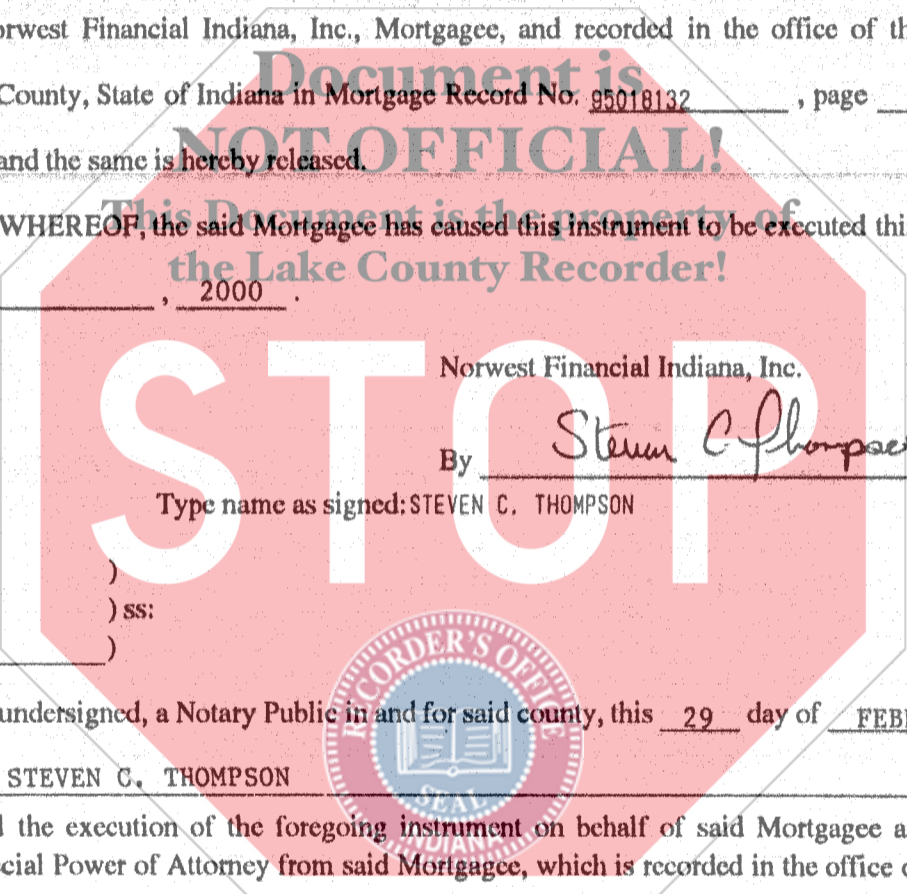 orwest Financial Indiana, Inc., Mortgagee, and recorded in the office of th
Document is
County, State of Indiana in Mortgage Record No. 95018132 , page
NOT OFFICIAL!
and the same is hereby released.
This Document is the property of
WHEREOF, the said Mortgagee has caused this instrument to be executed thi
the Lake County Recorder!
, 2000 .
STOP
Norwest Financial Indiana, Inc.
By Steven C Thompson
Type name as signed: STEVEN C. THOMPSON
)
) ss:
)
RECORDER'S OFFICE
undersigned, a Notary Public in and for said county, this 29 day of FEB
STEVEN C. THOMPSON
SEAL
d the execution of the foregoing instrument on behalf of said Mortgagee a
INDIANA
cial Power of Attorney from said Mortgagee, which is recorded in the office o